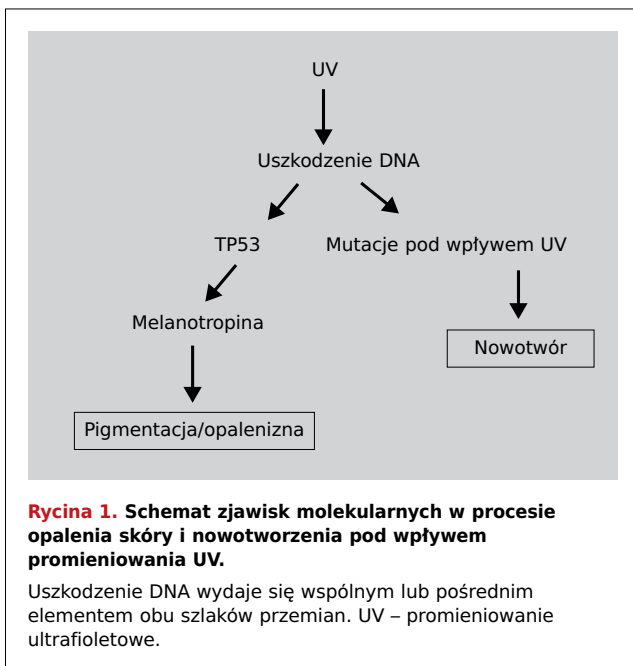 UV
Uszkodzenie DNA
TP53
Mutacje pod wpływem UV
Melanotropina
Nowotwór
Pigmentacja/opalenizna
Rycina 1. Schemat zjawisk molekularnych w procesie
opalenia skóry i nowotworzenia pod wpływem
promieniowania UV.
Uszkodzenie DNA wydaje się wspólnym lub pośrednim
elementem obu szlaków przemian. UV – promieniowanie
ultrafioletowe.